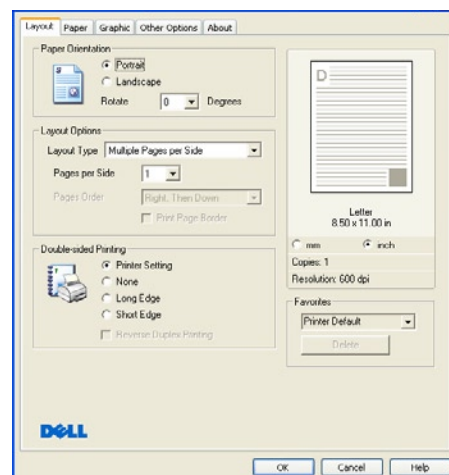 Layout Paper Graphic Other Options About
Paper Orientation
Portrait
Landscape
Rotate 0 Degrees
Layout Options
Layout Type Multiple Pages per Side
Pages per Side 1
Pages Order Right, Then Down
Print Page Border
Double-sided Printing
Printer Setting
None
Long Edge
Short Edge
Reverse Duplex Printing
D
Letter
8.50 x 11.00 in
mm inch
Copies: 1
Resolution: 600 dpi
Favorites
Printer Default
Delete
DELL
OK Cancel Help